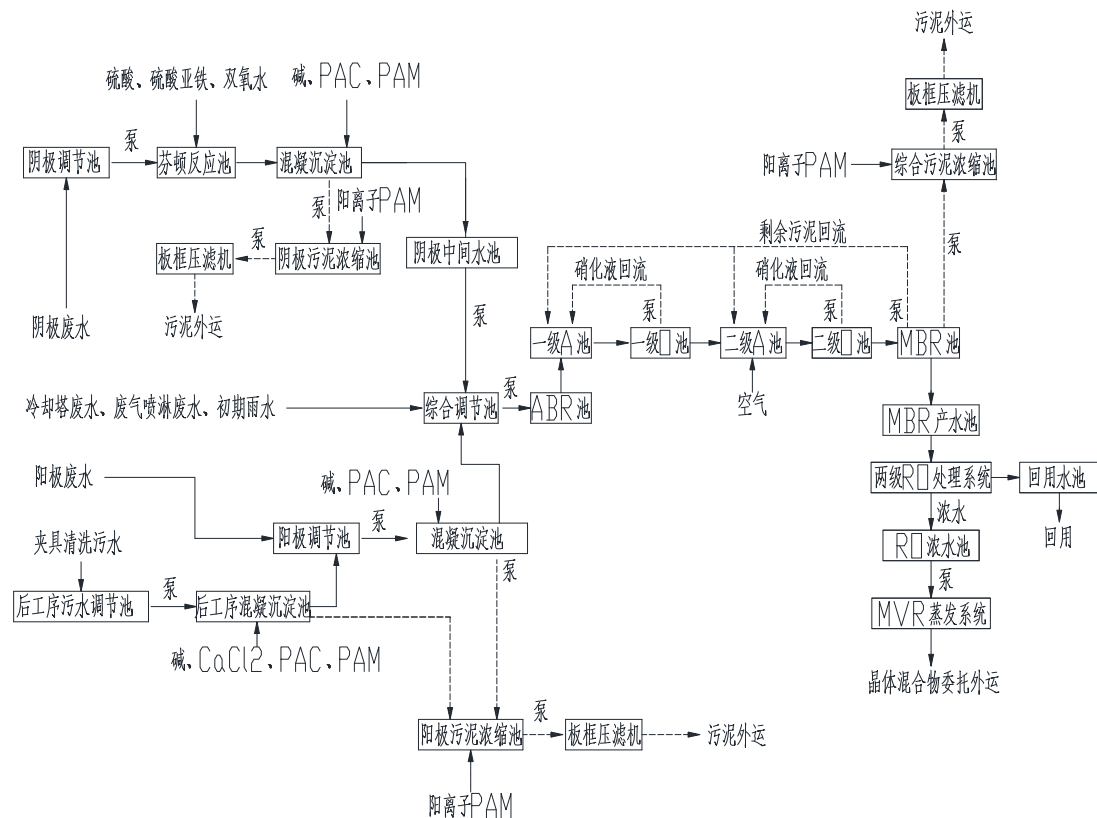 污泥外运
硫酸、硫酸亚铁、双氧水
碱、PAC、PAM
板框压滤机
泵
泵
阴极调节池
芬顿反应池
混凝沉淀池
阳离子PAM
综合污泥浓缩池
泵
阳离子PAM
泵
板框压滤机
阴极污泥浓缩池
阴极中间水池
剩余污泥回流
泵
硝化液回流
硝化液回流
阴极废水
污泥外运
泵
泵
泵
泵
一级A池
一级□池
二级A池
二级□池
MBR池
冷却塔废水、废气喷淋废水、初期雨水
综合调节池
泵
ABR池
空气
MBR产水池
阳极废水
碱、PAC、PAM
两级R□处理系统
回用水池
浓水
夹具清洗污水
阳极调节池
泵
混凝沉淀池
R□浓水池
回用
泵
泵
后工序污水调节池
泵
后工序混凝沉淀池
MVR蒸发系统
碱、CaCl2、PAC、PAM
晶体混合物委托外运
阳极污泥浓缩池
泵
板框压滤机
污泥外运
阳离子PAM